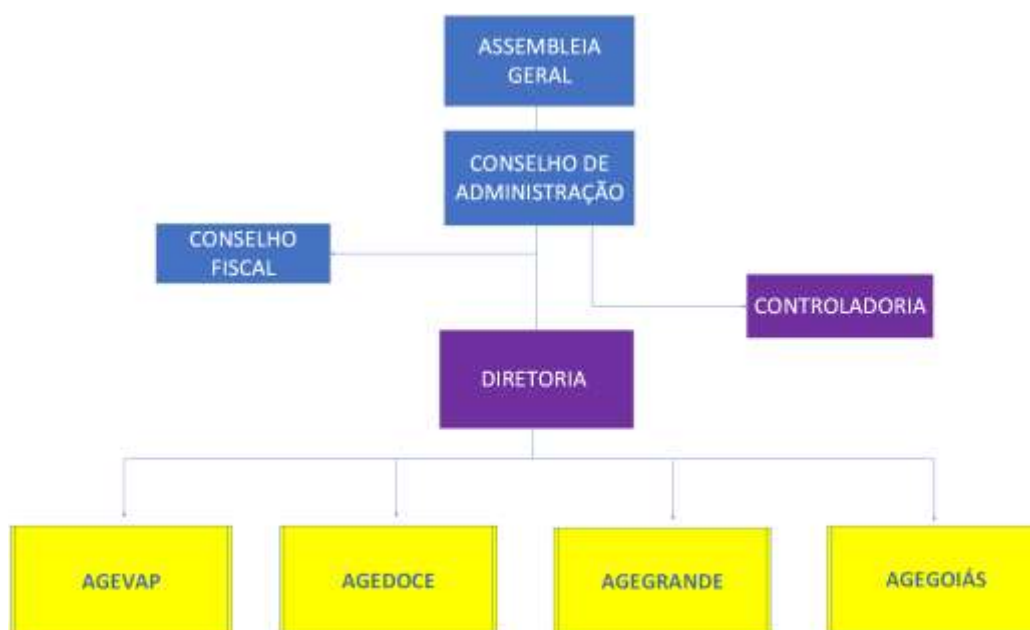 ASSEMBLEIA
GERAL
CONSELHO DE
ADMINISTRAÇÃO
CONSELHO
FISCAL
CONTROLADORIA
DIRETORIA
AGEVAP
AGEDOCE
AGEGRANDE
AGEGOIÁS